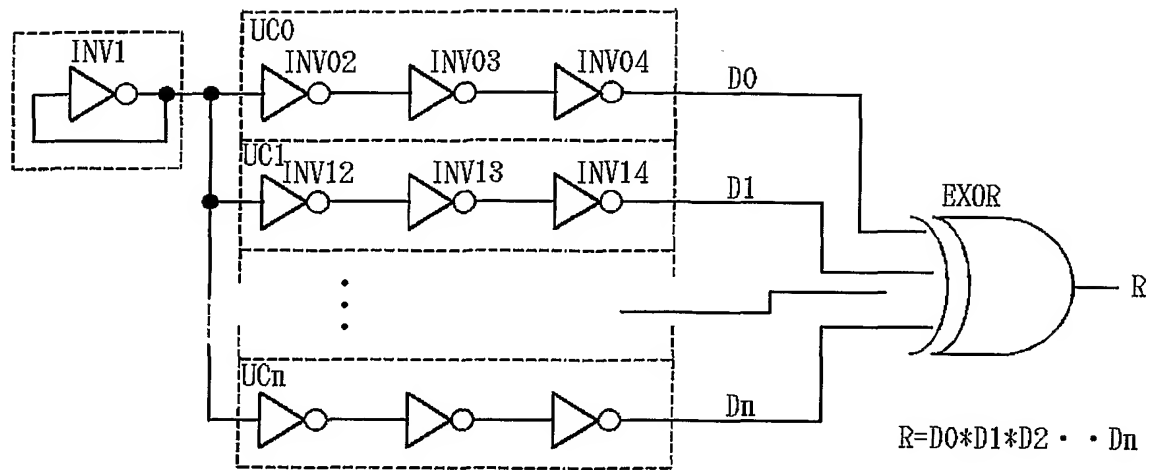 UC0
INV1
INV02 INV03 INV04
D0
UC1
INV12 INV13 INV14
D1
EXOR
R
UCn
Dn
R=D0*D1*D2・・Dn